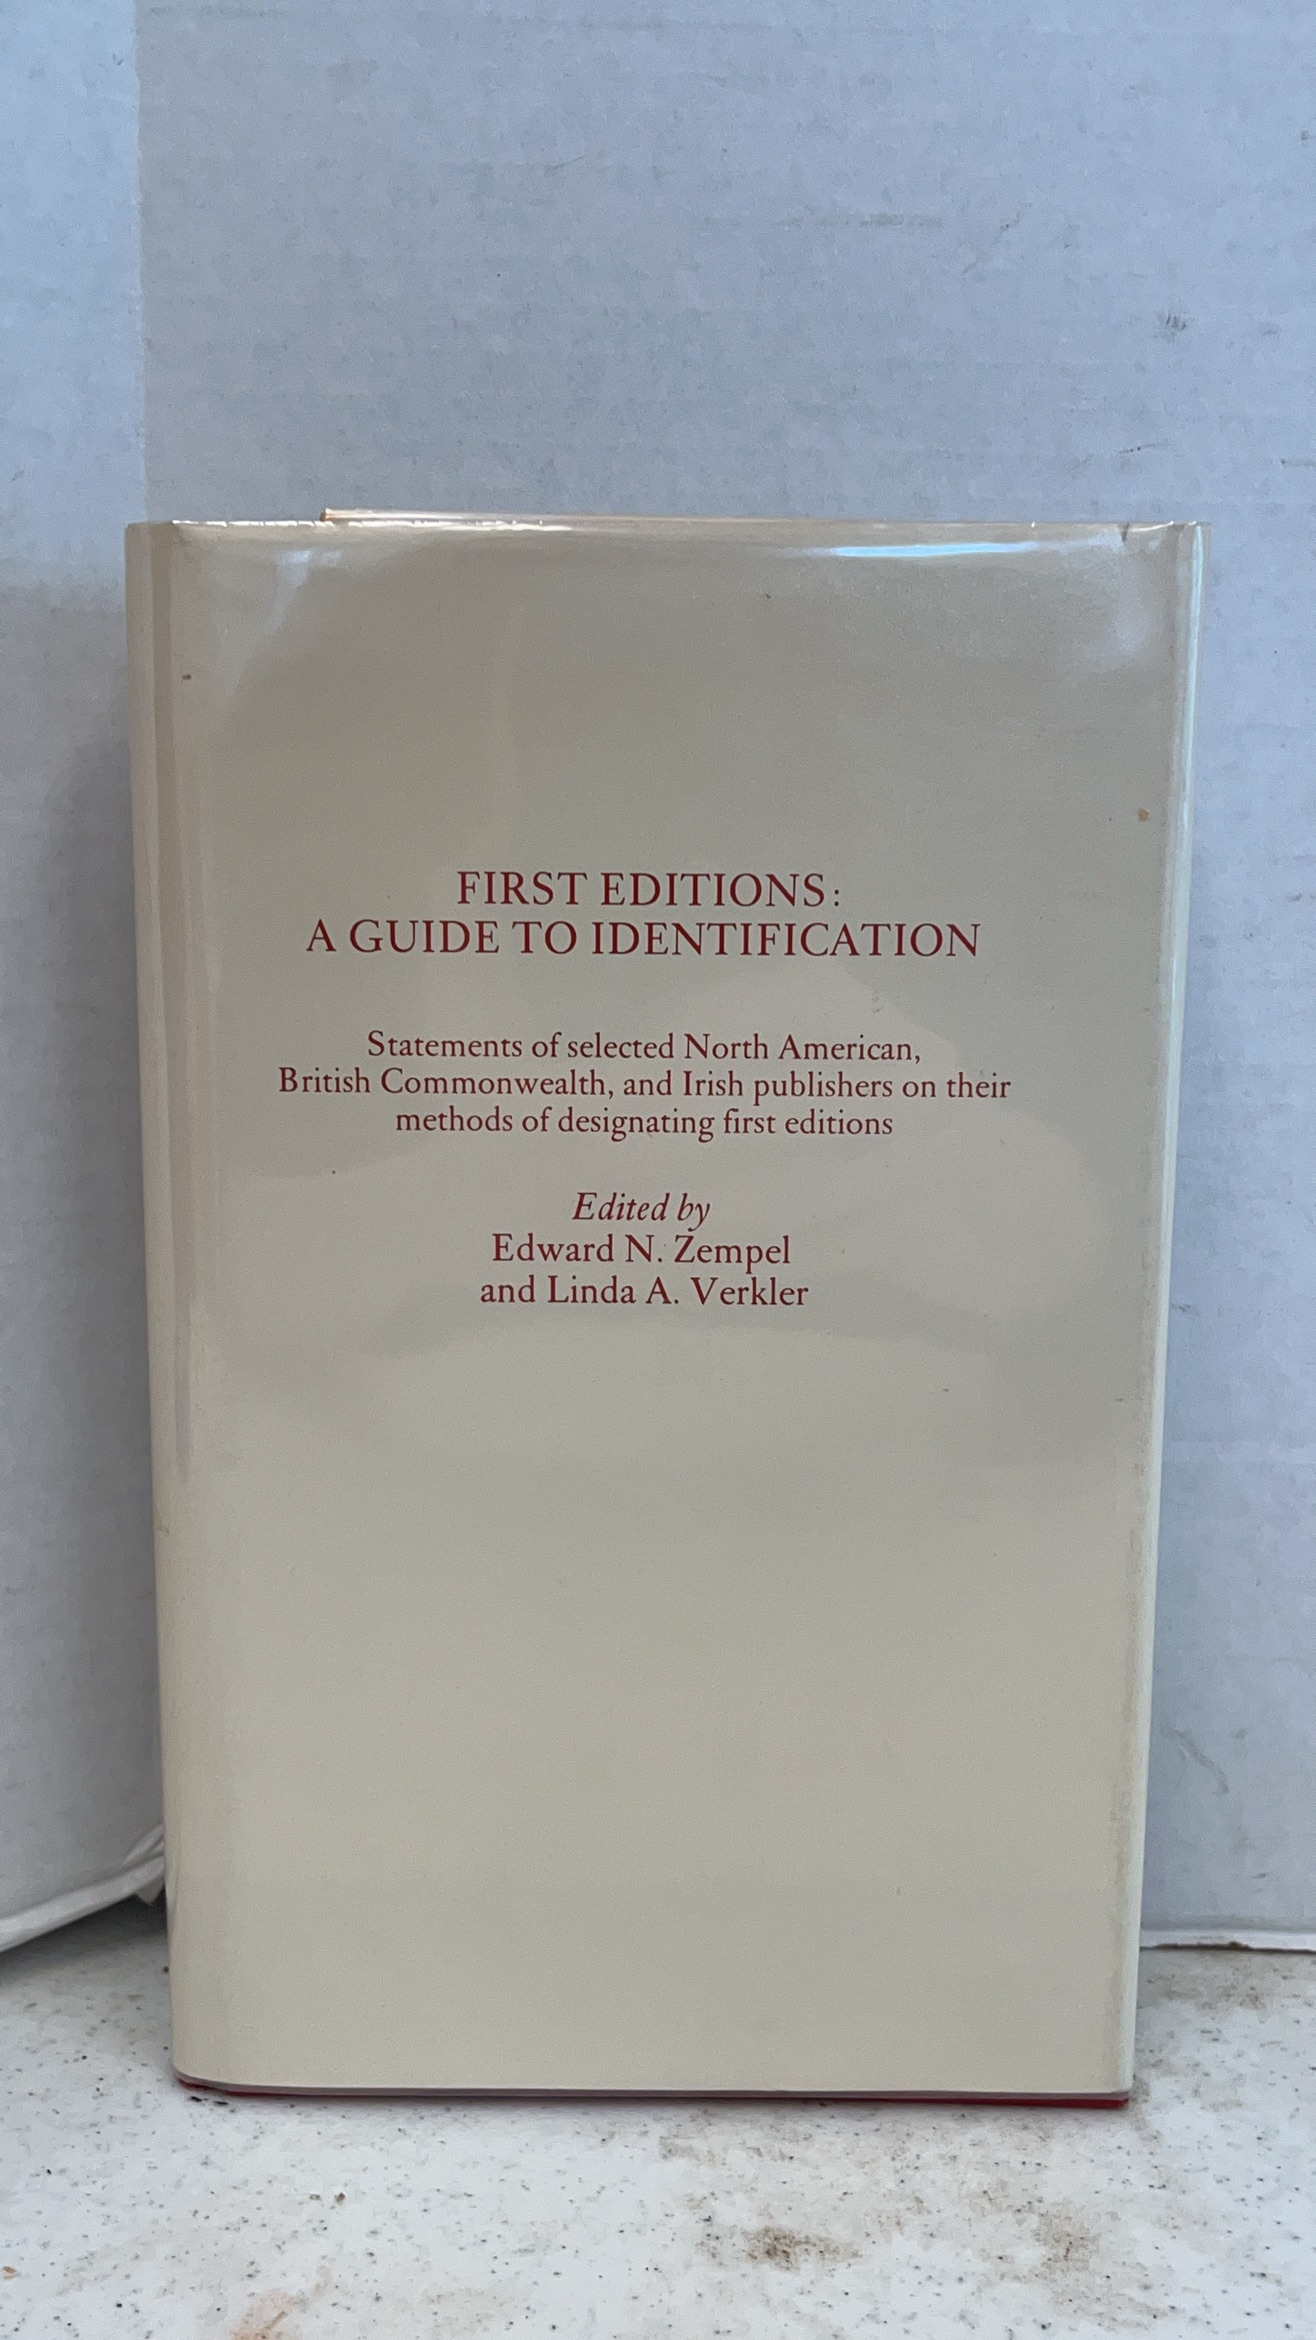 FIRST EDITIONS:
A GUIDE TO IDENTIFICATION
Statements of selected North American,
British Commonwealth, and Irish publishers on their
methods of designating first editions
Edited by
Edward N. Zempel
and Linda A. Verkler